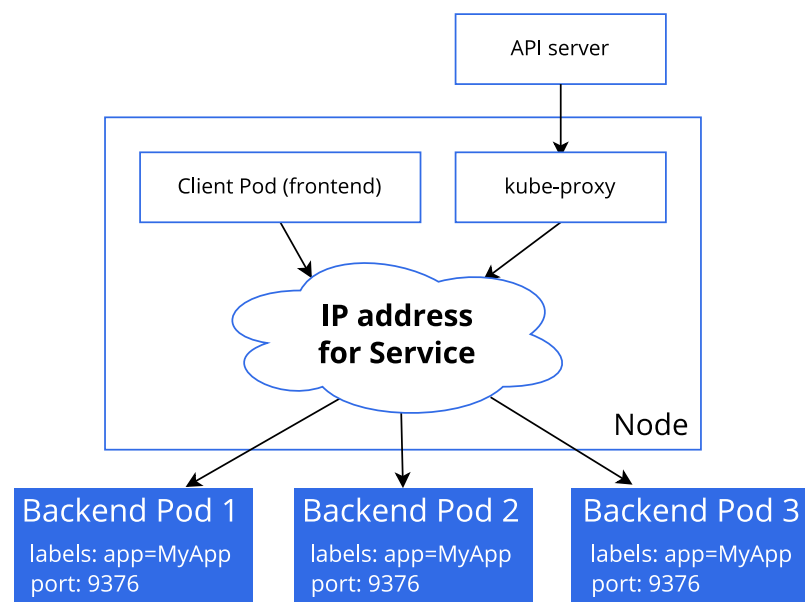 API server
Client Pod (frontend)
kube-proxy
IP address
for Service
Node
Backend Pod 1
labels: app=MyApp
port: 9376
Backend Pod 2
labels: app=MyApp
port: 9376
Backend Pod 3
labels: app=MyApp
port: 9376